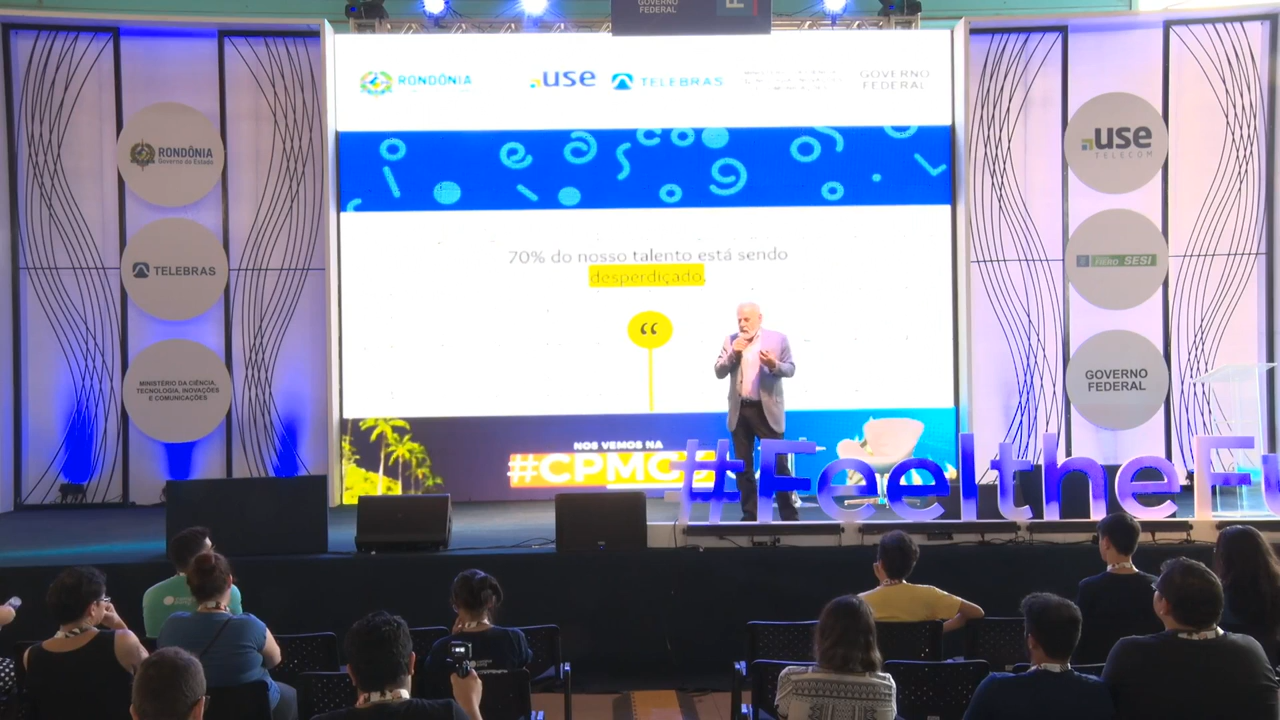 GOVERNO
FEDERAL
RONDÔNIA
.use
TELEBRAS
GOVERNO
FEDERAL
RONDÔNIA
Governo do Estado
TELEBRAS
MINISTÉRIO DA CIÊNCIA,
TECNOLOGIA, INOVAÇÕES
E COMUNICAÇÕES
70% do nosso talento está sendo
desperdiçado.
“
NOS VEMOS NA
#CPMC
use
TELECOM
FIERO SESI
GOVERNO
FEDERAL
#FeeltheFu